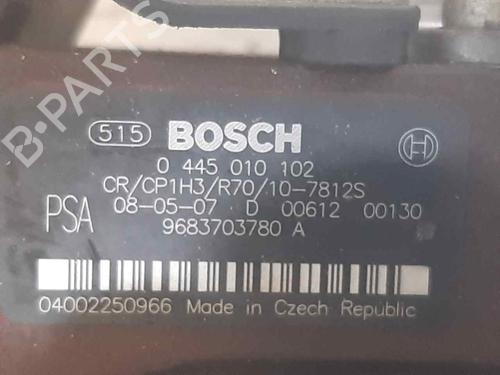 515 BOSCH
0 445 010 102
CR/CP1H3/R70/10-7812S
PSA 08-05-07 D 00612 00130
9683703780 A
04002250966 Made in Czech Republic
B-PARTS